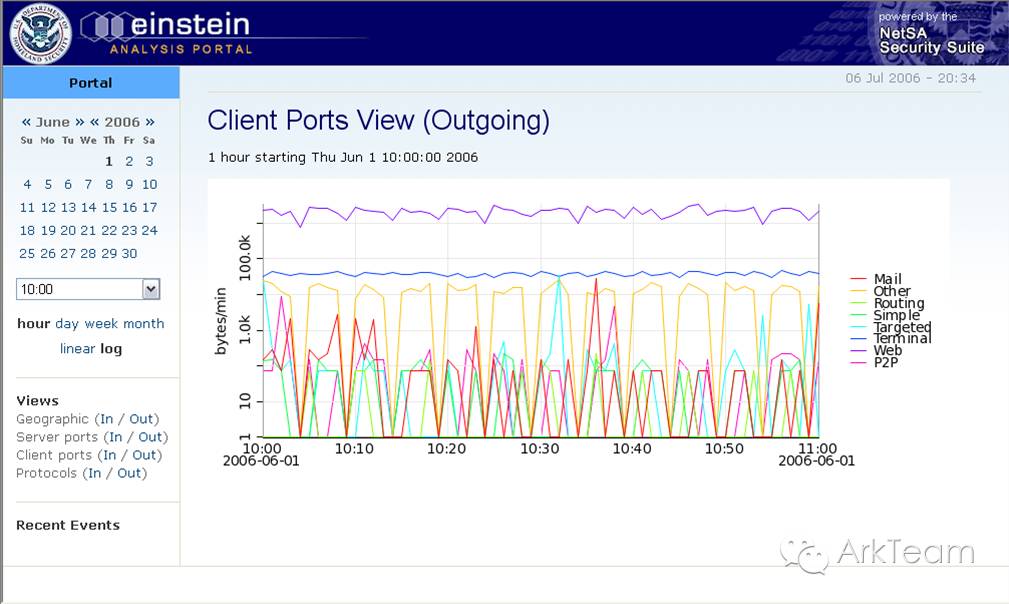 U.S. DEPARTMENT OF HOMELAND SECURITY
einstein
ANALYSIS PORTAL
powered by the
NetSA
Security Suite
Portal
06 Jul 2006 - 20:34
« June » « 2006 »
Su Mo Tu We Th Fr Sa
1 2 3
4 5 6 7 8 9 10
11 12 13 14 15 16 17
18 19 20 21 22 23 24
25 26 27 28 29 30
10:00
hour day week month
linear log
Views
Geographic (In / Out)
Server ports (In / Out)
Client ports (In / Out)
Protocols (In / Out)
Recent Events
Client Ports View (Outgoing)
1 hour starting Thu Jun 1 10:00:00 2006
bytes/min
100.0k
1.0k
10
1
10:00 10:10 10:20 10:30 10:40 10:50 11:00
2006-06-01 2006-06-01
Mail
Other
Routing
Simple
Targeted
Terminal
Web
P2P
ArkTeam